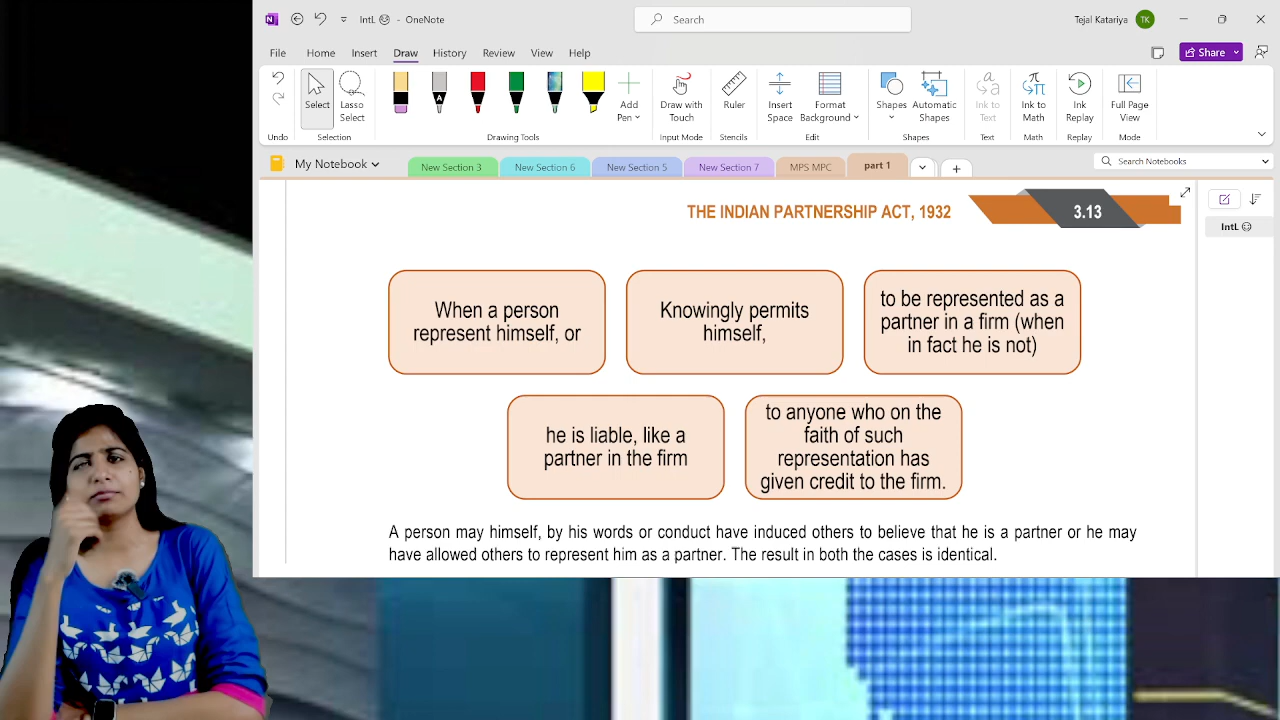 IntL - OneNote
Search
Tejal Katariya
TK
File Home Insert Draw History Review View Help
Share
Select
Lasso Select
A
Add Pen
Draw with Touch
Ruler
Insert Space
Format Background
Shapes
Automatic Shapes
Ink to Text
Ink to Math
Ink Replay
Full Page View
Undo Selection Drawing Tools Input Mode Stencils Edit Shapes Text Math Replay Mode
My Notebook
New Section 3
New Section 6
New Section 5
New Section 7
MPS MPC
part 1
Search Notebooks
IntL
THE INDIAN PARTNERSHIP ACT, 1932
3.13
When a person
represent himself, or
Knowingly permits
himself,
to be represented as a
partner in a firm (when
in fact he is not)
he is liable, like a
partner in the firm
to anyone who on the
faith of such
representation has
given credit to the firm.
A person may himself, by his words or conduct have induced others to believe that he is a partner or he may
have allowed others to represent him as a partner. The result in both the cases is identical.